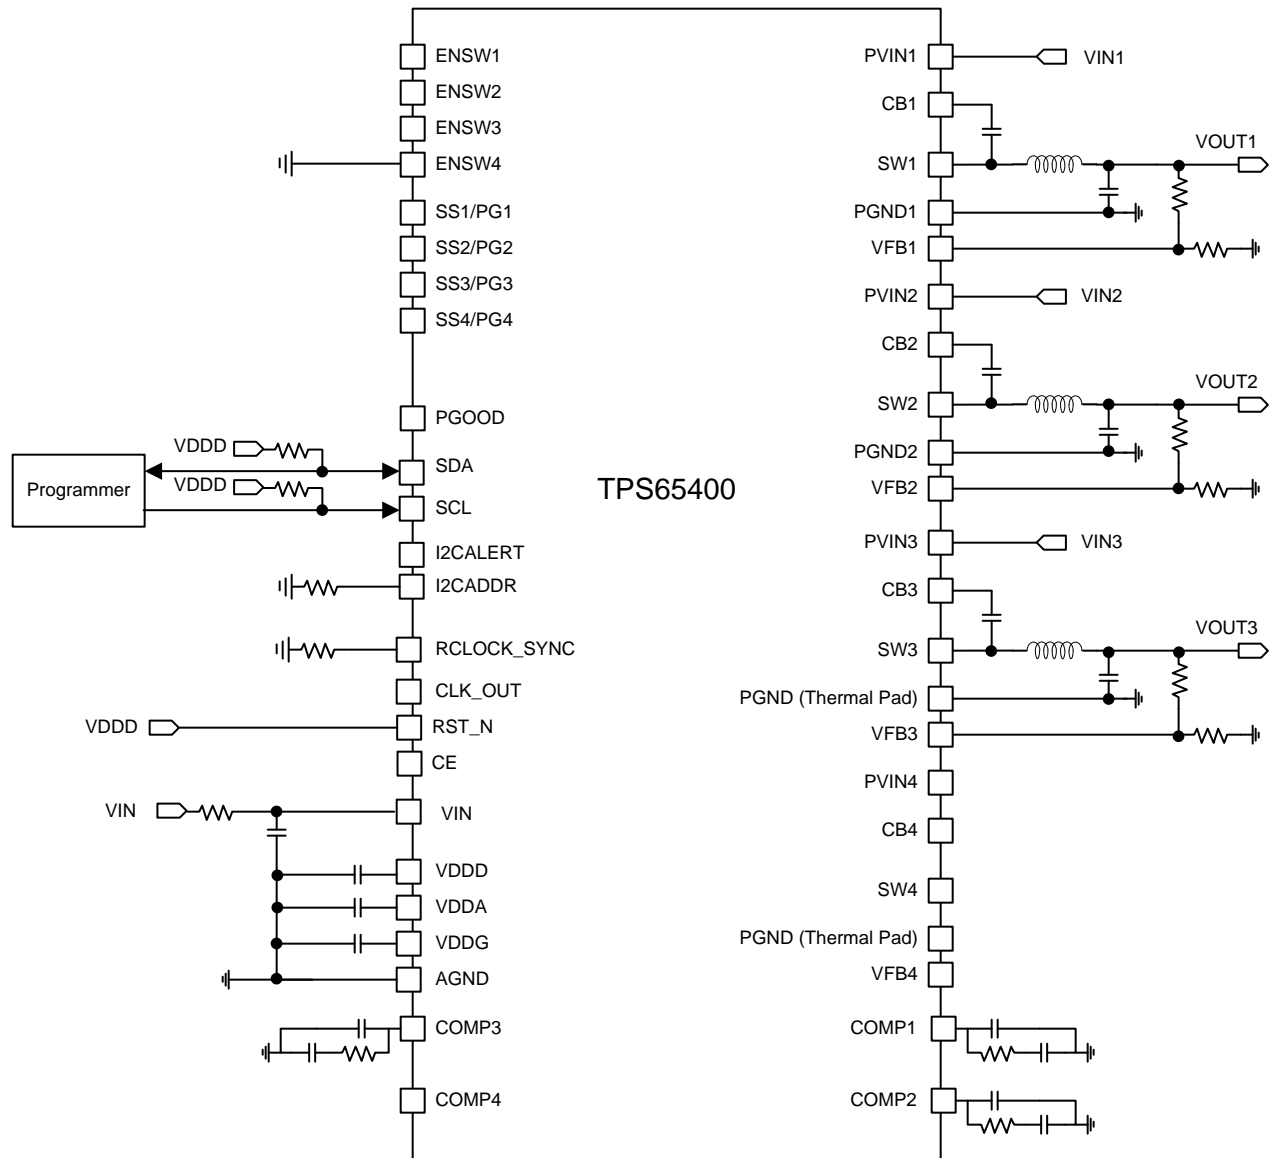 ENSW1
ENSW2
ENSW3
ENSW4
SS1/PG1
SS2/PG2
SS3/PG3
SS4/PG4
PGOOD
VDDD
SDA
Programmer
VDDD
SCL
I2CALERT
I2CADDR
RCLOCK_SYNC
CLK_OUT
VDDD
RST_N
CE
VIN
VIN
VDDD
VDDA
VDDG
AGND
COMP3
COMP4
TPS65400
PVIN1
VIN1
CB1
VOUT1
SW1
PGND1
VFB1
PVIN2
VIN2
CB2
VOUT2
SW2
PGND2
VFB2
PVIN3
VIN3
CB3
VOUT3
SW3
PGND (Thermal Pad)
VFB3
PVIN4
CB4
SW4
PGND (Thermal Pad)
VFB4
COMP1
COMP2